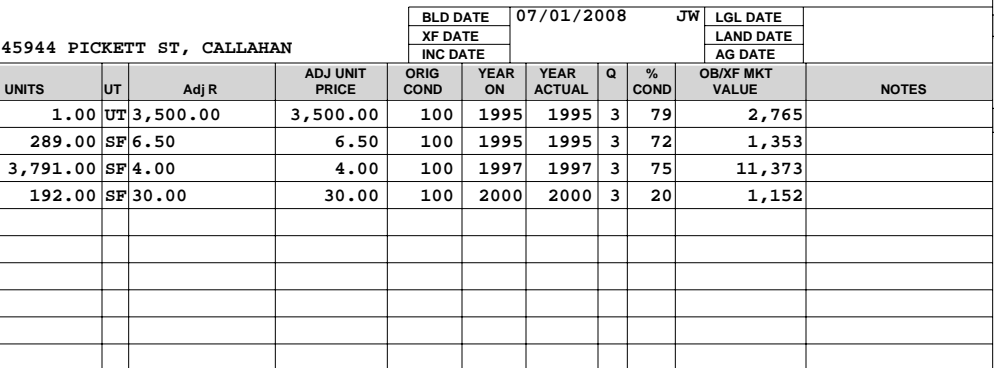 BLD DATE 07/01/2008 JW LGL DATE
XF DATE LAND DATE
45944 PICKETT ST, CALLAHAN
INC DATE AG DATE
UNITS UT Adj R ADJ UNIT PRICE ORIG COND YEAR ON YEAR ACTUAL Q % COND OB/XF MKT VALUE NOTES
1.00 UT 3,500.00 3,500.00 100 1995 1995 3 79 2,765
289.00 SF 6.50 6.50 100 1995 1995 3 72 1,353
3,791.00 SF 4.00 4.00 100 1997 1997 3 75 11,373
192.00 SF 30.00 30.00 100 2000 2000 3 20 1,152